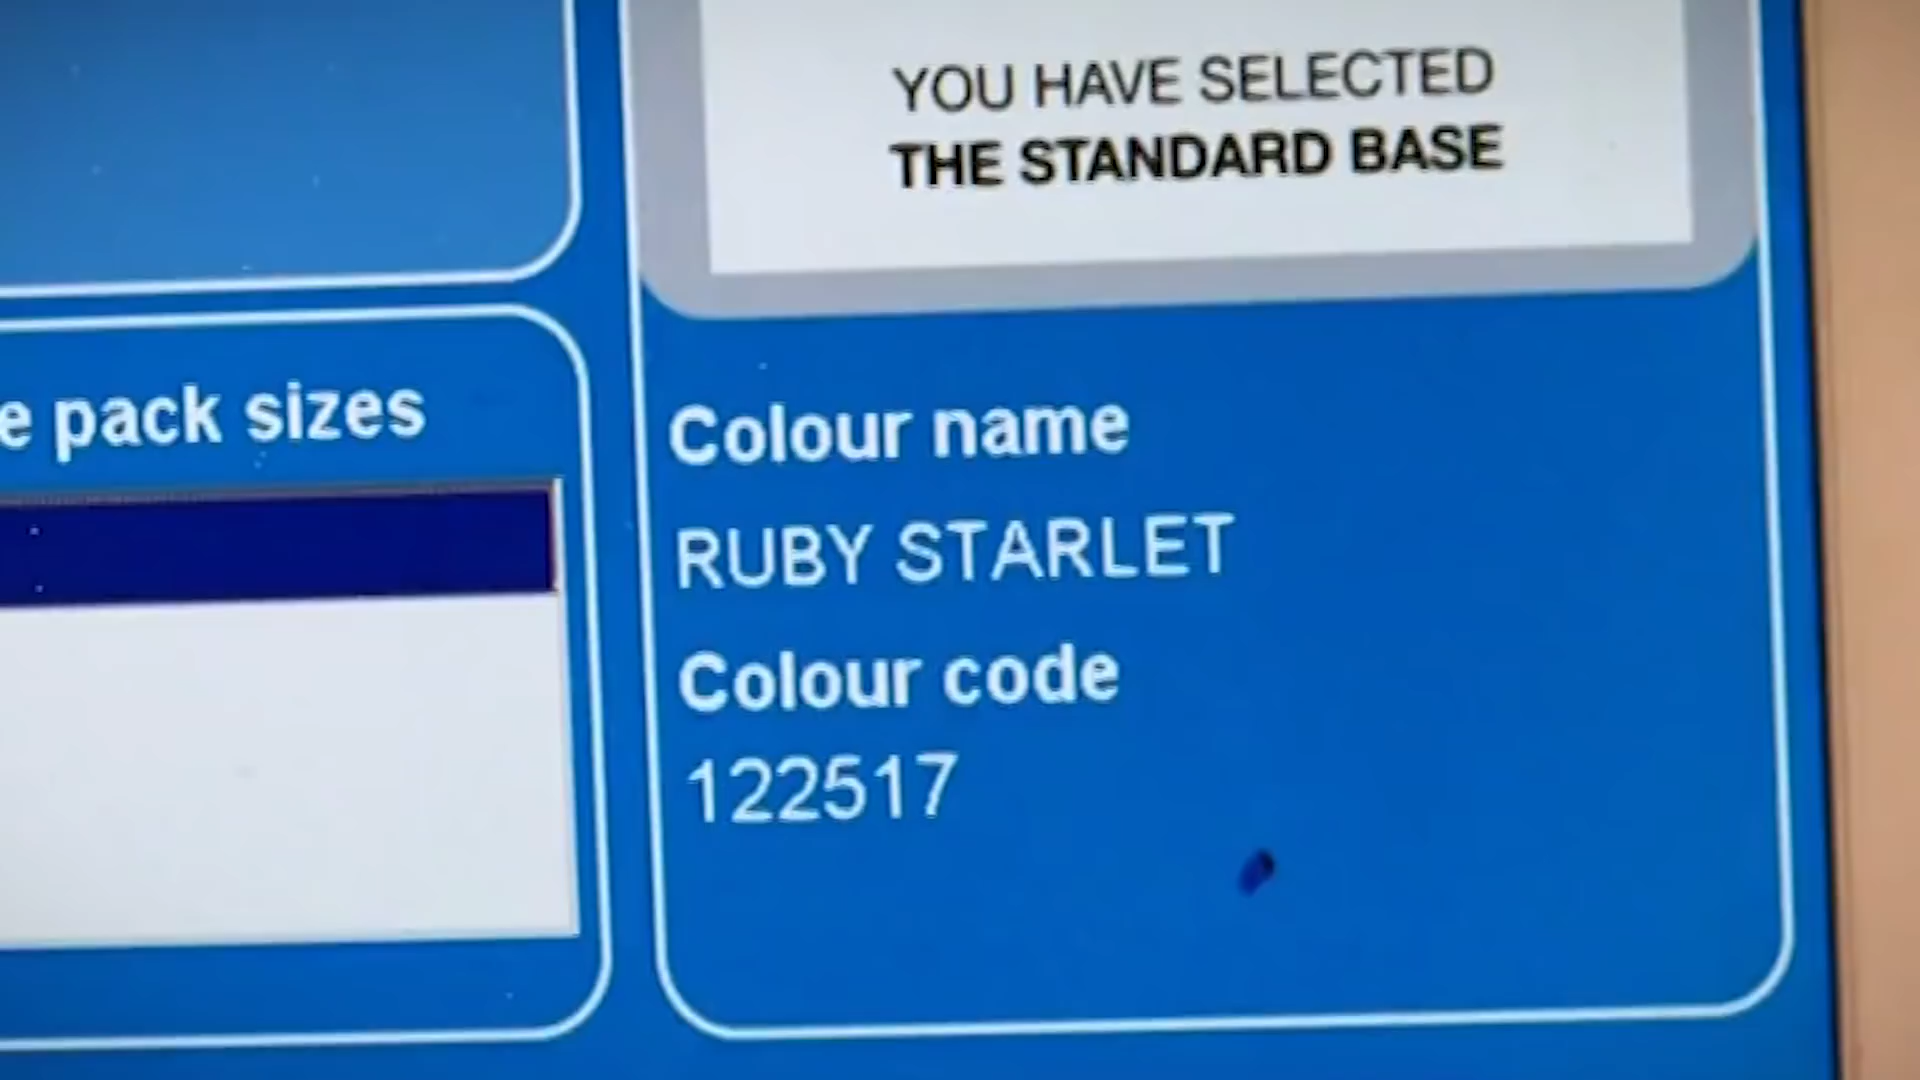 YOU HAVE SELECTED
THE STANDARD BASE
e pack sizes
Colour name
RUBY STARLET
Colour code
122517